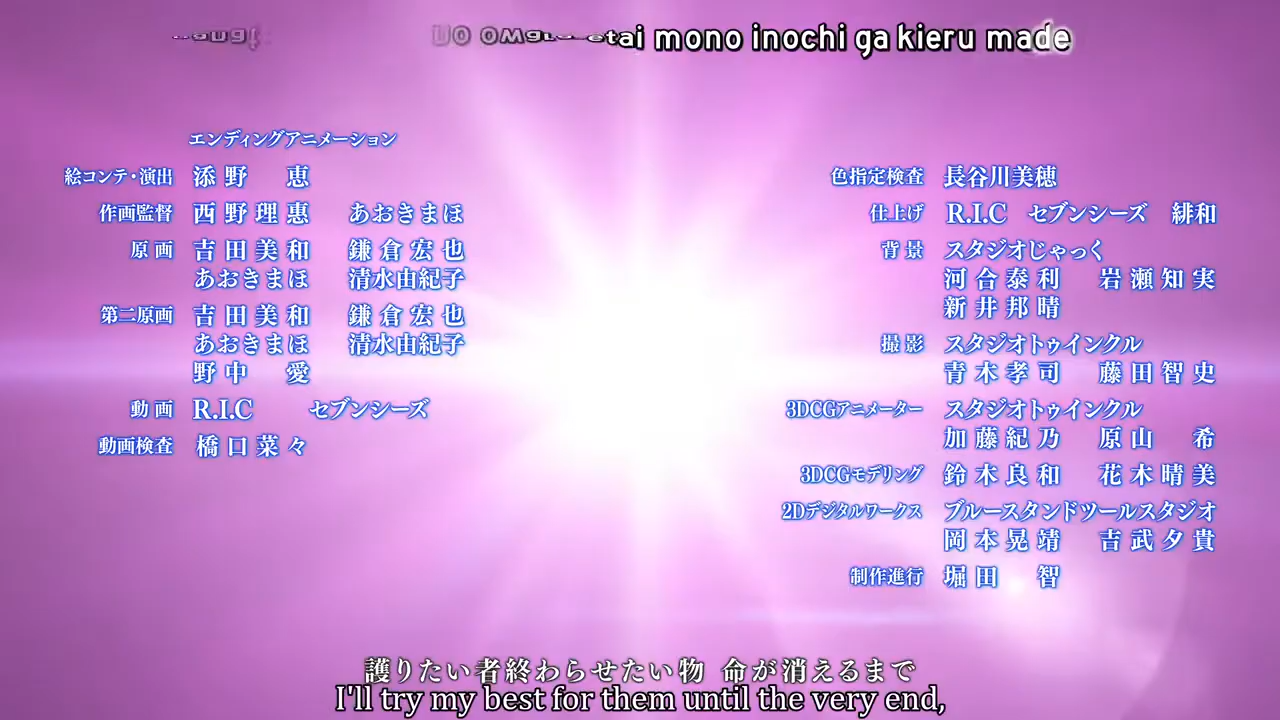 etai mono inochi ga kieru made
エンディングアニメーション
絵コンテ・演出 添野 恵
作画監督 西野理惠 あおきまほ
原画 吉田美和 鎌倉宏也
あおきまほ 清水由紀子
第二原画 吉田美和 鎌倉宏也
あおきまほ 清水由紀子
野中 愛
動画 R.I.C セブンシーズ
動画検査 橋口菜々
色指定検査 長谷川美穂
仕上げ R.I.C セブンシーズ 緋和
背景 スタジオじゃっく
河合泰利 岩瀬知実
新井邦晴
撮影 スタジオトゥインクル
青木孝司 藤田智史
3DCGアニメーター スタジオトゥインクル
加藤紀乃 原山 希
3DCGモデリング 鈴木良和 花木晴美
2Dデジタルワークス ブルースタンドツールスタジオ
岡本晃靖 吉武夕貴
制作進行 堀田 智
護りたい者終わらせたい物 命が消えるまで
I'll try my best for them until the very end,